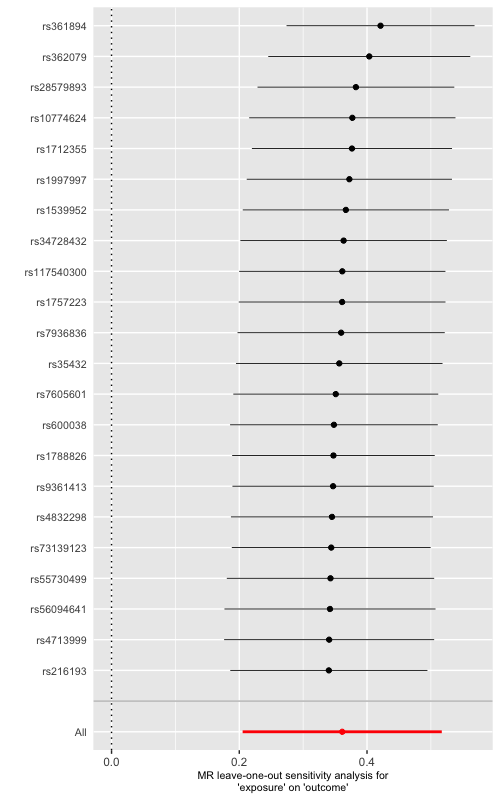 rs361894
rs362079
rs28579893
rs10774624
rs1712355
rs1997997
rs1539952
rs34728432
rs117540300
rs1757223
rs7936836
rs35432
rs7605601
rs600038
rs1788826
rs9361413
rs4832298
rs73139123
rs55730499
rs56094641
rs4713999
rs216193
All
0.0 0.2 0.4
MR leave-one-out sensitivity analysis for
'exposure' on 'outcome'